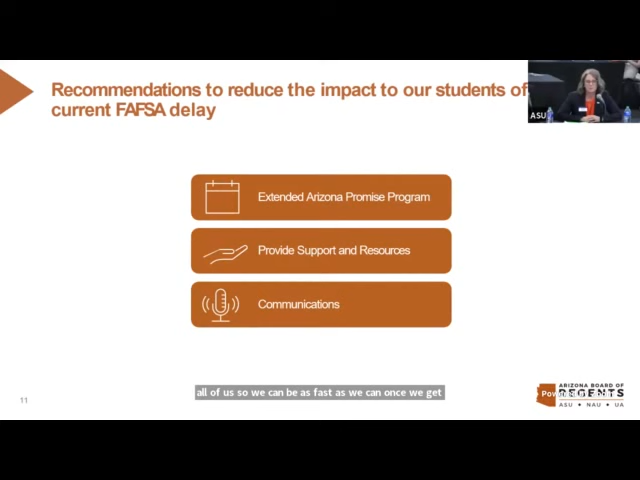 Recommendations to reduce the impact to our students of
current FAFSA delay
ASU
Extended Arizona Promise Program
Provide Support and Resources
Communications
all of us so we can be as fast as we can once we get
11
ARIZONA BOARD OF
REGENTS
ASU • NAU • UA